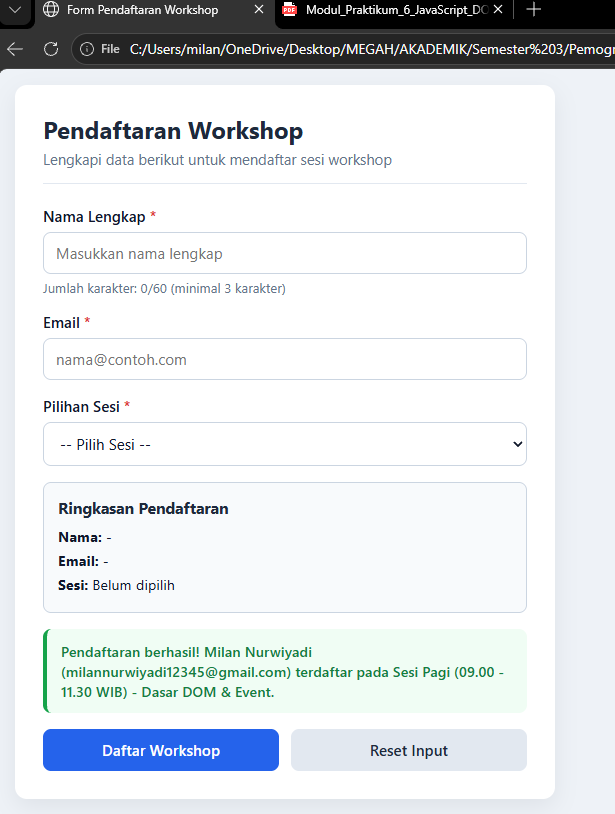 Form Pendaftaran Workshop
PDF
Modul_Praktikum_6_JavaScript_DO
File
C:/Users/milan/OneDrive/Desktop/MEGAH/AKADEMIK/Semester%203/Pemogr
Pendaftaran Workshop
Lengkapi data berikut untuk mendaftar sesi workshop
Nama Lengkap *
Masukkan nama lengkap
Jumlah karakter: 0/60 (minimal 3 karakter)
Email *
nama@contoh.com
Pilihan Sesi *
-- Pilih Sesi --
Ringkasan Pendaftaran
Nama: -
Email: -
Sesi: Belum dipilih
Pendaftaran berhasil! Milan Nurwiyadi
(milannurwiyadi12345@gmail.com) terdaftar pada Sesi Pagi (09.00 -
11.30 WIB) - Dasar DOM & Event.
Daftar Workshop
Reset Input